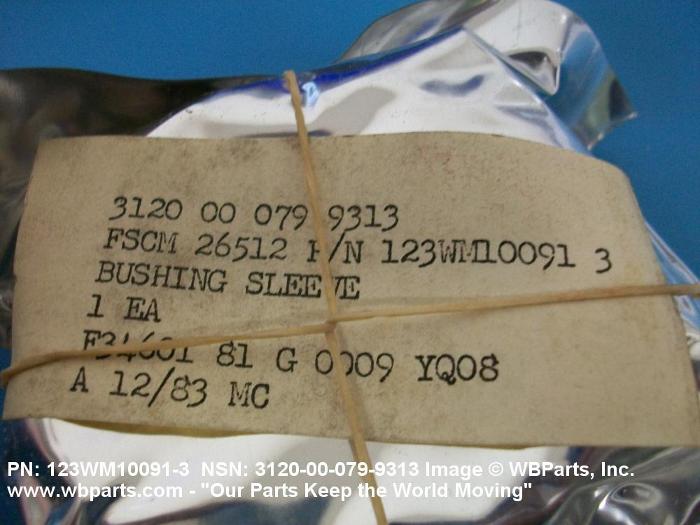 3120 00 079 9313
FSCM 26512 P/N 123WM10091 3
BUSHING SLEEVE
1 EA
F34601 81 G 0009 YQ08
A 12/83 MC
PN: 123WM10091-3 NSN: 3120-00-079-9313 Image © WBParts, Inc.
www.wbparts.com - "Our Parts Keep the World Moving"